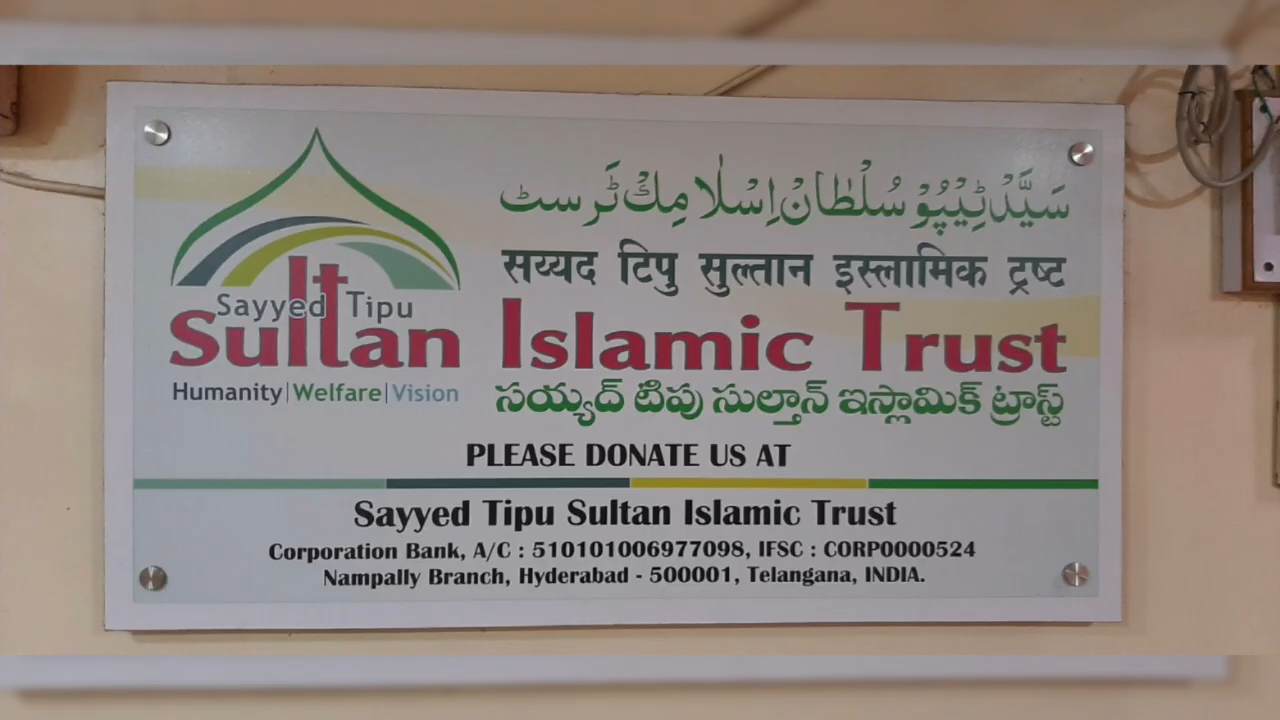 سَیَّدْ ٹِیْپُوْ سُلْطَانْ اِسْلَامِکْ ٹَرسٹ
सय्यद टिपु सुल्तान इस्लामिक ट्रष्ट
Sayyed Tipu
Sultan Islamic Trust
Humanity|Welfare|Vision
సయ్యద్ టిపు సుల్తాన్ ఇస్లామిక్ ట్రాస్ట్
PLEASE DONATE US AT
Sayyed Tipu Sultan Islamic Trust
Corporation Bank, A/C : 510101006977098, IFSC : CORP0000524
Nampally Branch, Hyderabad - 500001, Telangana, INDIA.